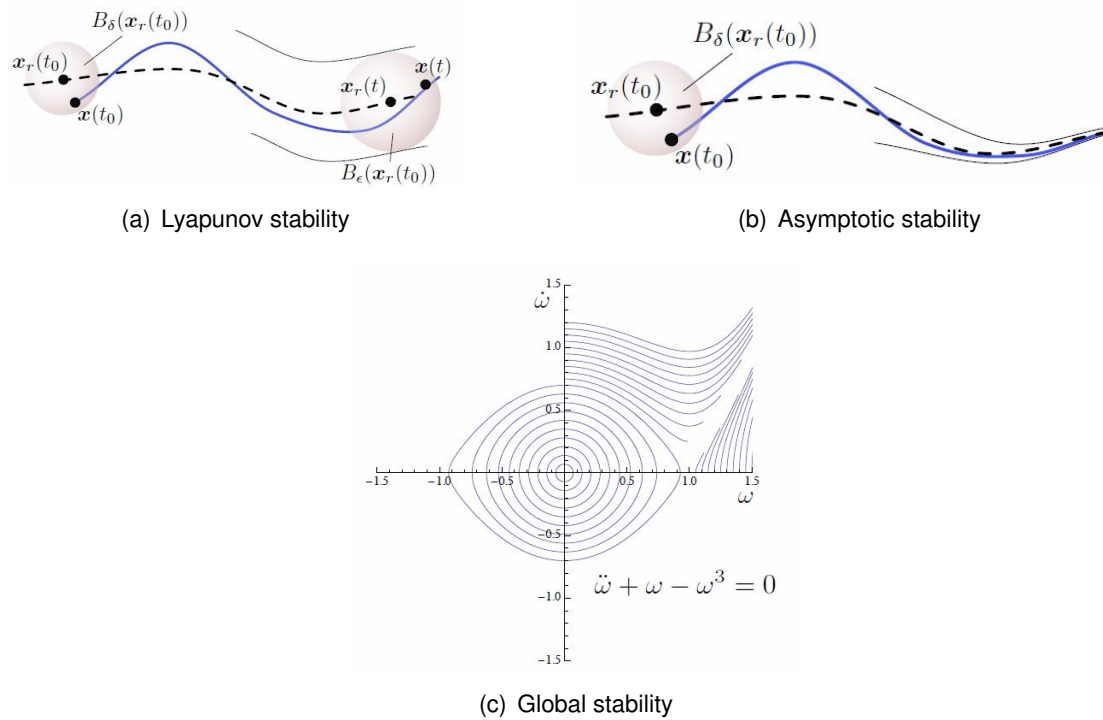 B_δ(x_r(t_0))
x_r(t_0)
x(t_0)
x_r(t)
x(t)
B_ϵ(x_r(t_0))
(a) Lyapunov stability
B_δ(x_r(t_0))
x_r(t_0)
x(t_0)
(b) Asymptotic stability
ω̇
1.5
1.0
0.5
-1.5 -1.0 -0.5 0.5 1.0 1.5
ω
-0.5
ω̈ + ω − ω^3 = 0
-1.0
-1.5
(c) Global stability